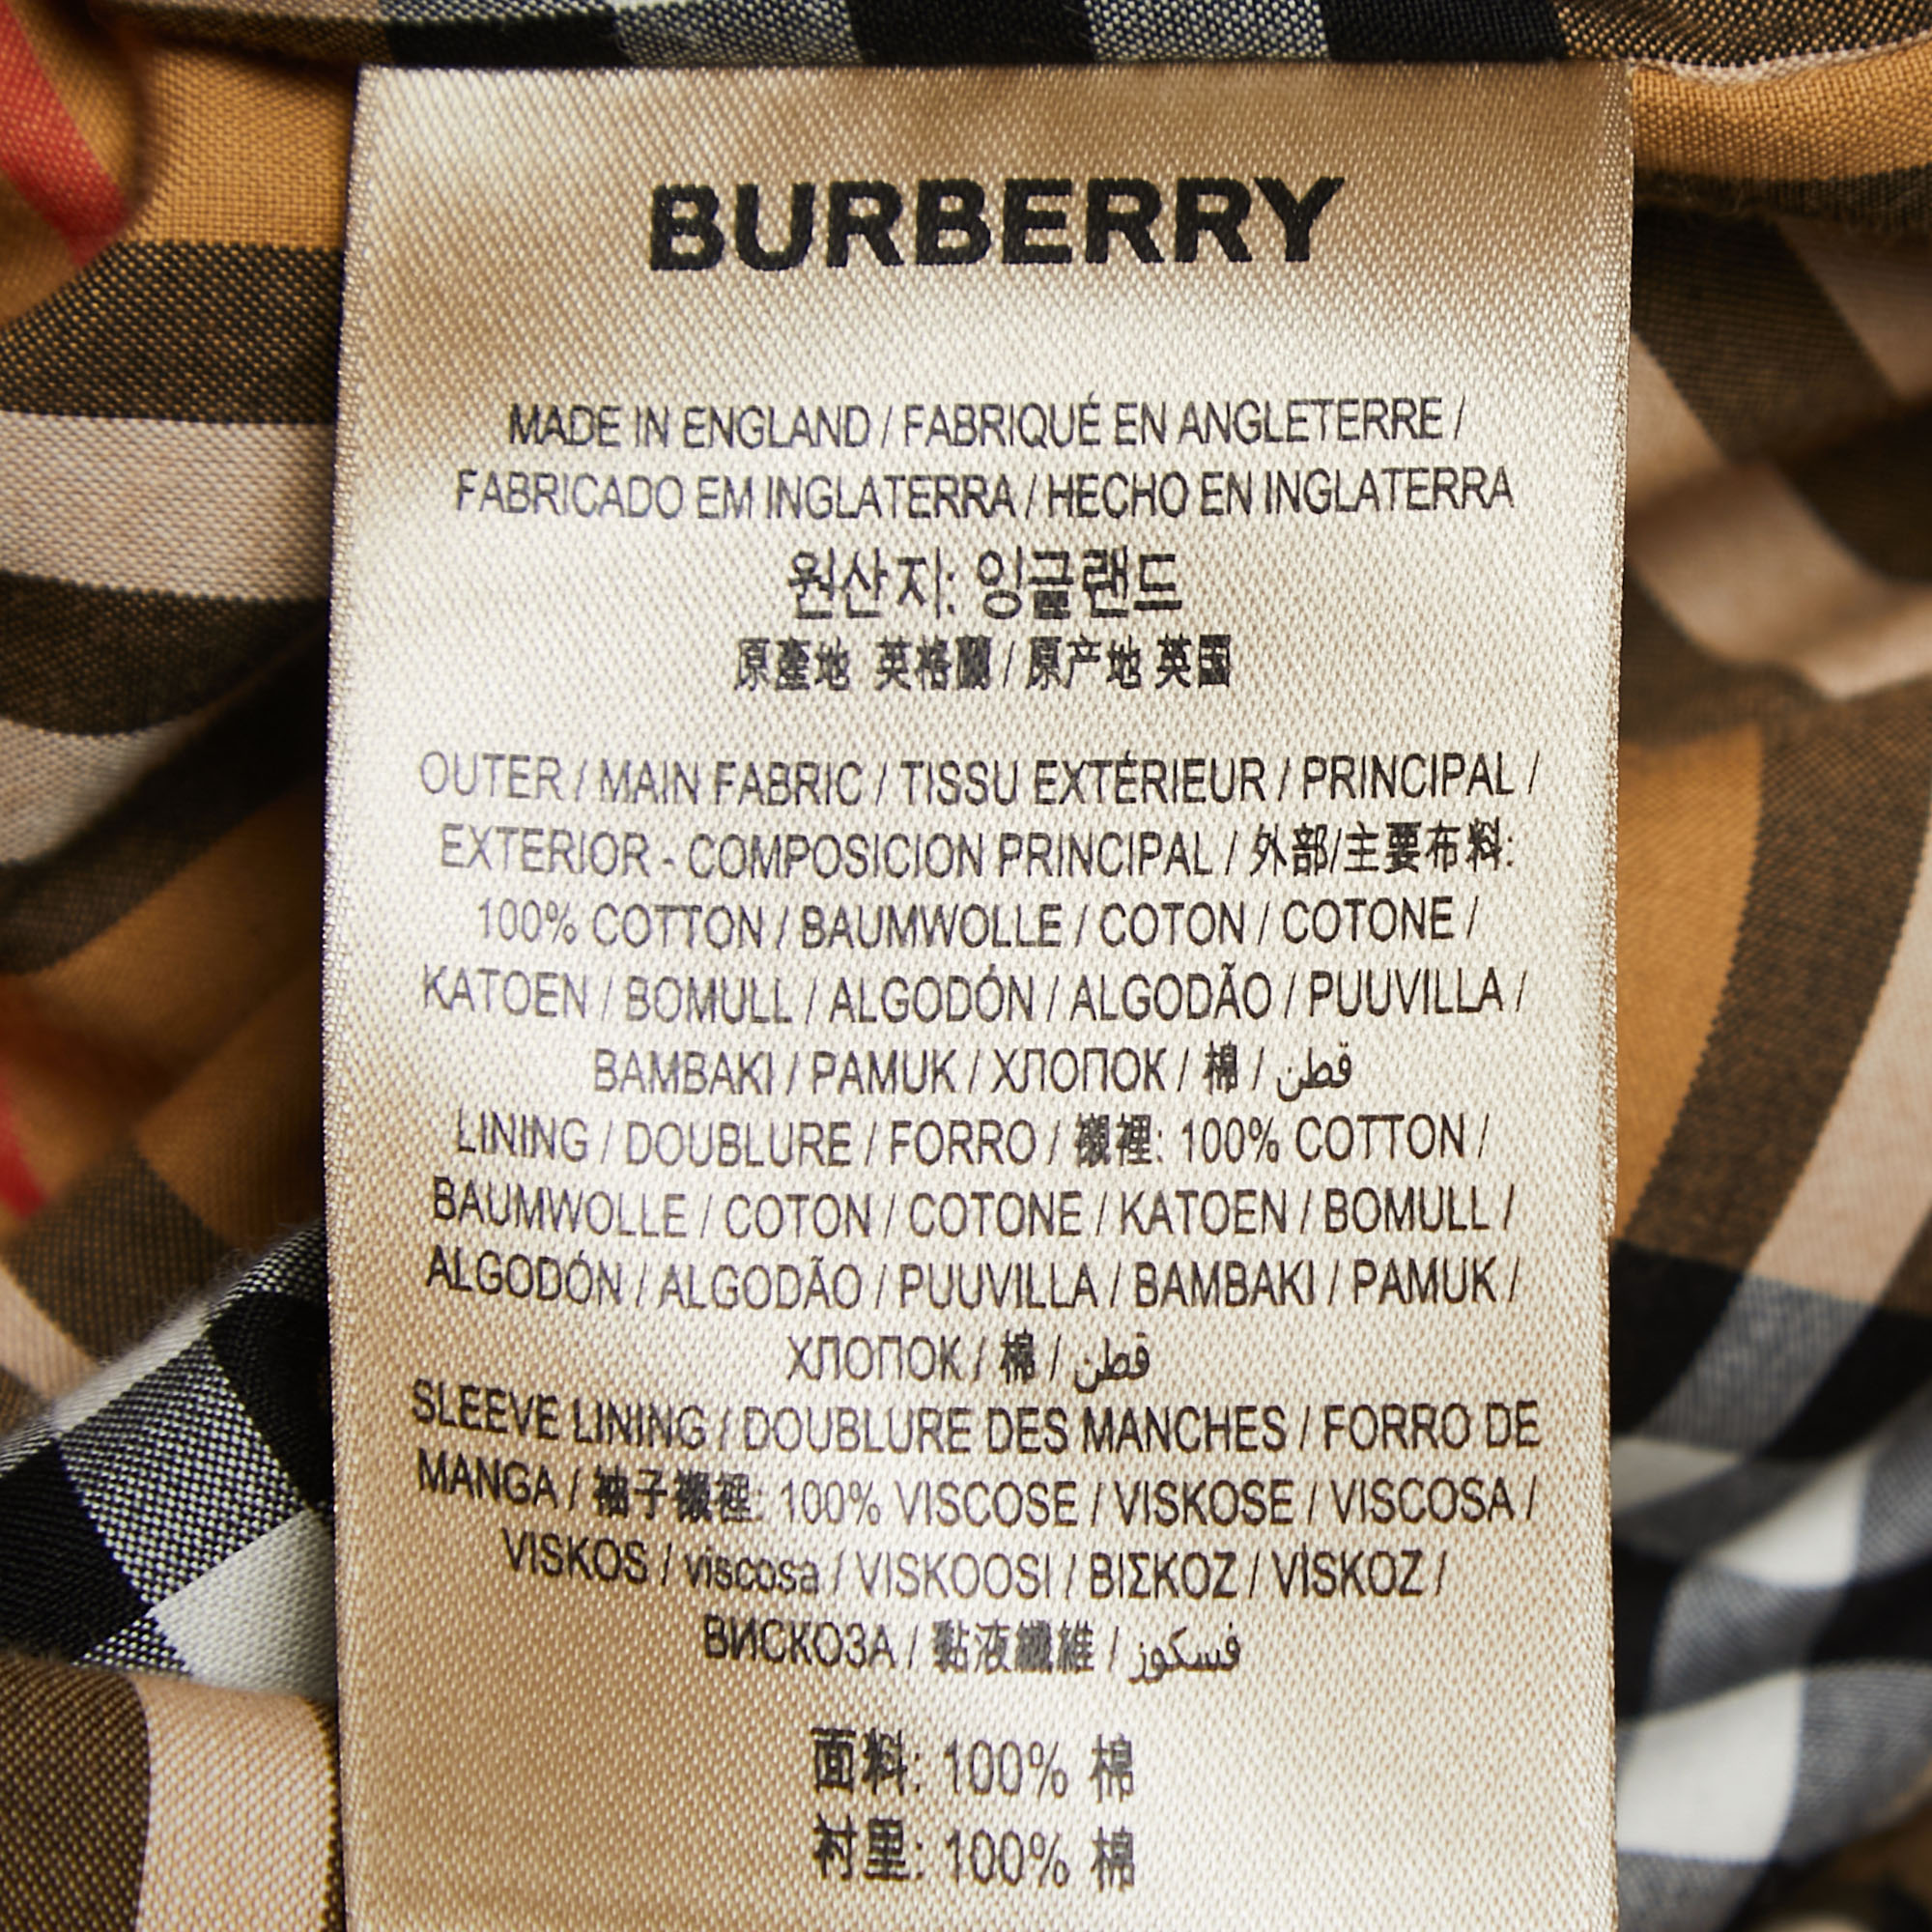 BURBERRY
MADE IN ENGLAND / FABRIQUÉ EN ANGLETERRE /
FABRICADO EM INGLATERRA / HECHO EN INGLATERRA
원산지: 잉글랜드
原產地 英格蘭 / 原产地 英国
OUTER / MAIN FABRIC / TISSU EXTÉRIEUR / PRINCIPAL /
EXTERIOR - COMPOSICION PRINCIPAL / 外部/主要布料:
100% COTTON / BAUMWOLLE / COTON / COTONE /
KATOEN / BOMULL / ALGODÓN / ALGODÃO / PUUVILLA /
BAMBAKI / PAMUK / ХЛОПОК / 棉 / قطن
LINING / DOUBLURE / FORRO / 襯裡: 100% COTTON /
BAUMWOLLE / COTON / COTONE / KATOEN / BOMULL /
ALGODÓN / ALGODÃO / PUUVILLA / BAMBAKI / PAMUK /
ХЛОПОК / 棉 / قطن
SLEEVE LINING / DOUBLURE DES MANCHES / FORRO DE
MANGA / 袖子襯裡: 100% VISCOSE / VISKOSE / VISCOSA /
VISKOS / viscosa / VISKOOSI / ΒΙΣΚΟΖ / VİSKOZ /
ВИСКОЗА / 黏液纖維 / فسكوز
面料: 100% 棉
衬里: 100% 棉